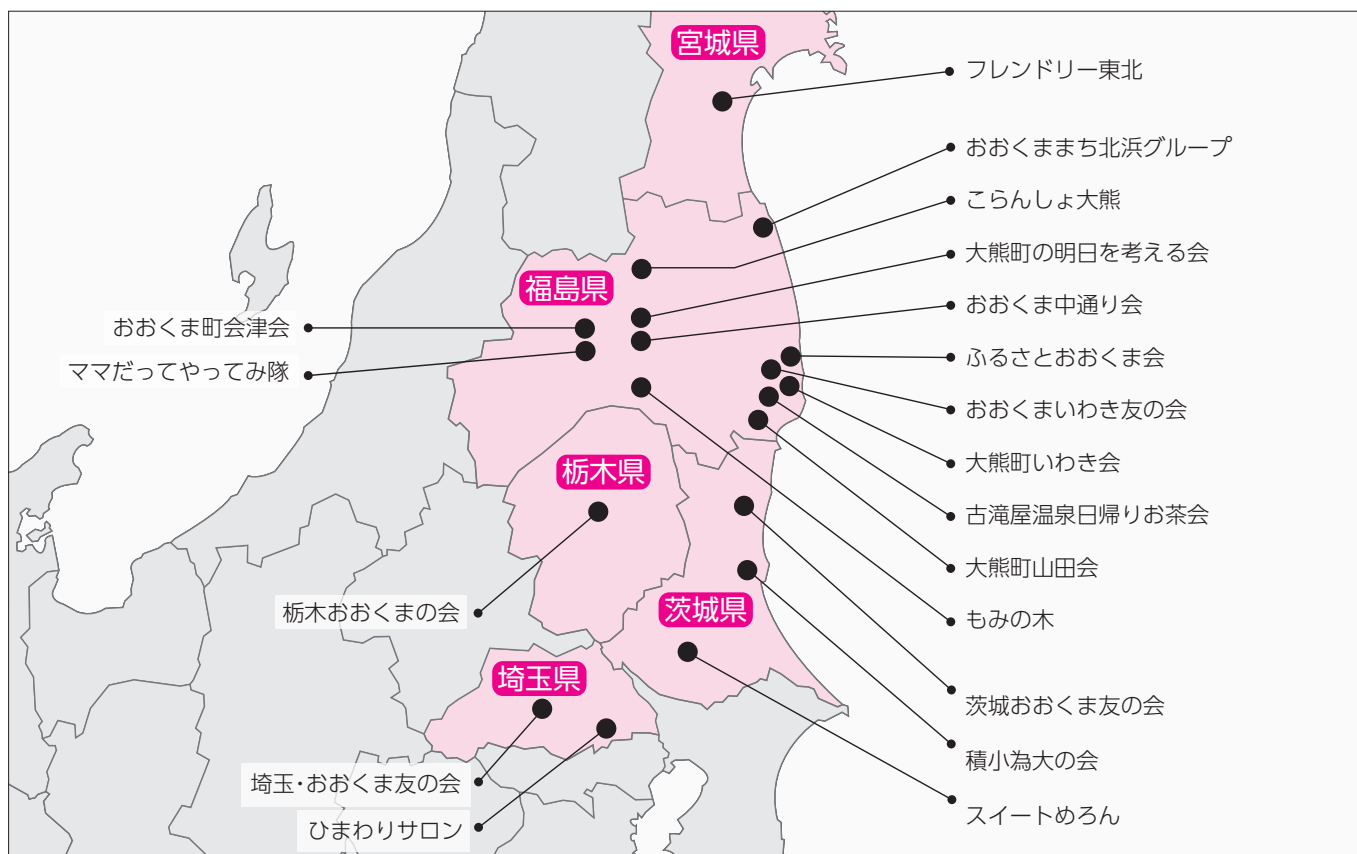 宮城県
フレンドリー東北
おおくままち北浜グループ
こらんしょ大熊
大熊町の明日を考える会
福島県
おおくま中通り会
おおくま町会津会
ふるさとおおくま会
ママだってやってみ隊
おおくまいわき友の会
大熊町いわき会
栃木県
古滝屋温泉日帰りお茶会
大熊町山田会
栃木おおくまの会
茨城県
もみの木
埼玉県
茨城おおくま友の会
積小為大の会
埼玉・おおくま友の会
スイートめろん
ひまわりサロン